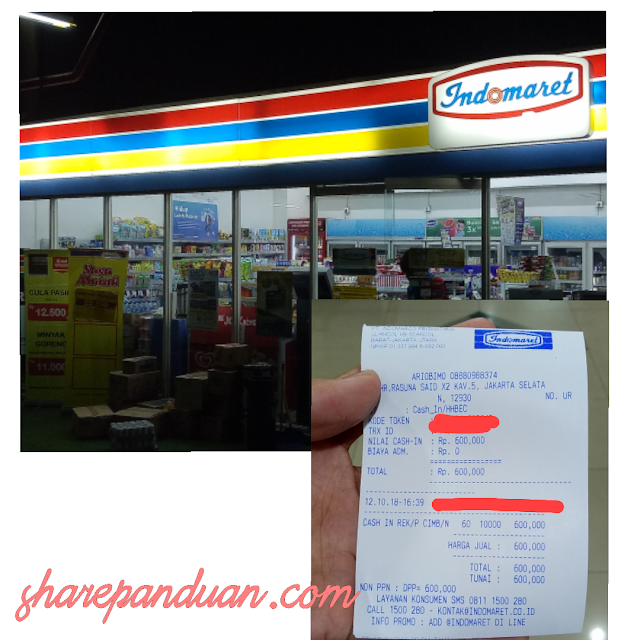 Indomaret
Super
GULA PASIR
12.500
MINYAK
GORENG
11.000
Indomaret
ARIOBIMO 08880988374
HR.RASUNA SAID X2 KAV.5, JAKARTA SELATA
N, 12930 NO. UR
: Cash_In/HHBEC
KODE TOKEN
TRX ID
NILAI CASH-IN : Rp. 600,000
BIAYA ADM. : Rp. 0
TOTAL : Rp. 600,000
12.10.18-16:39
CASH IN REK/P CIMB/N 60 10000 600,000
HARGA JUAL : 600,000
TOTAL : 600,000
TUNAI : 600,000
NON PPN : DPP= 600,000
LAYANAN KONSUMEN SMS 0811 1500 280
CALL 1500 280 - KONTAK@INDOMARET.CO.ID
INFO PROMO : ADD @INDOMARET DI LINE
sharepanduan.com